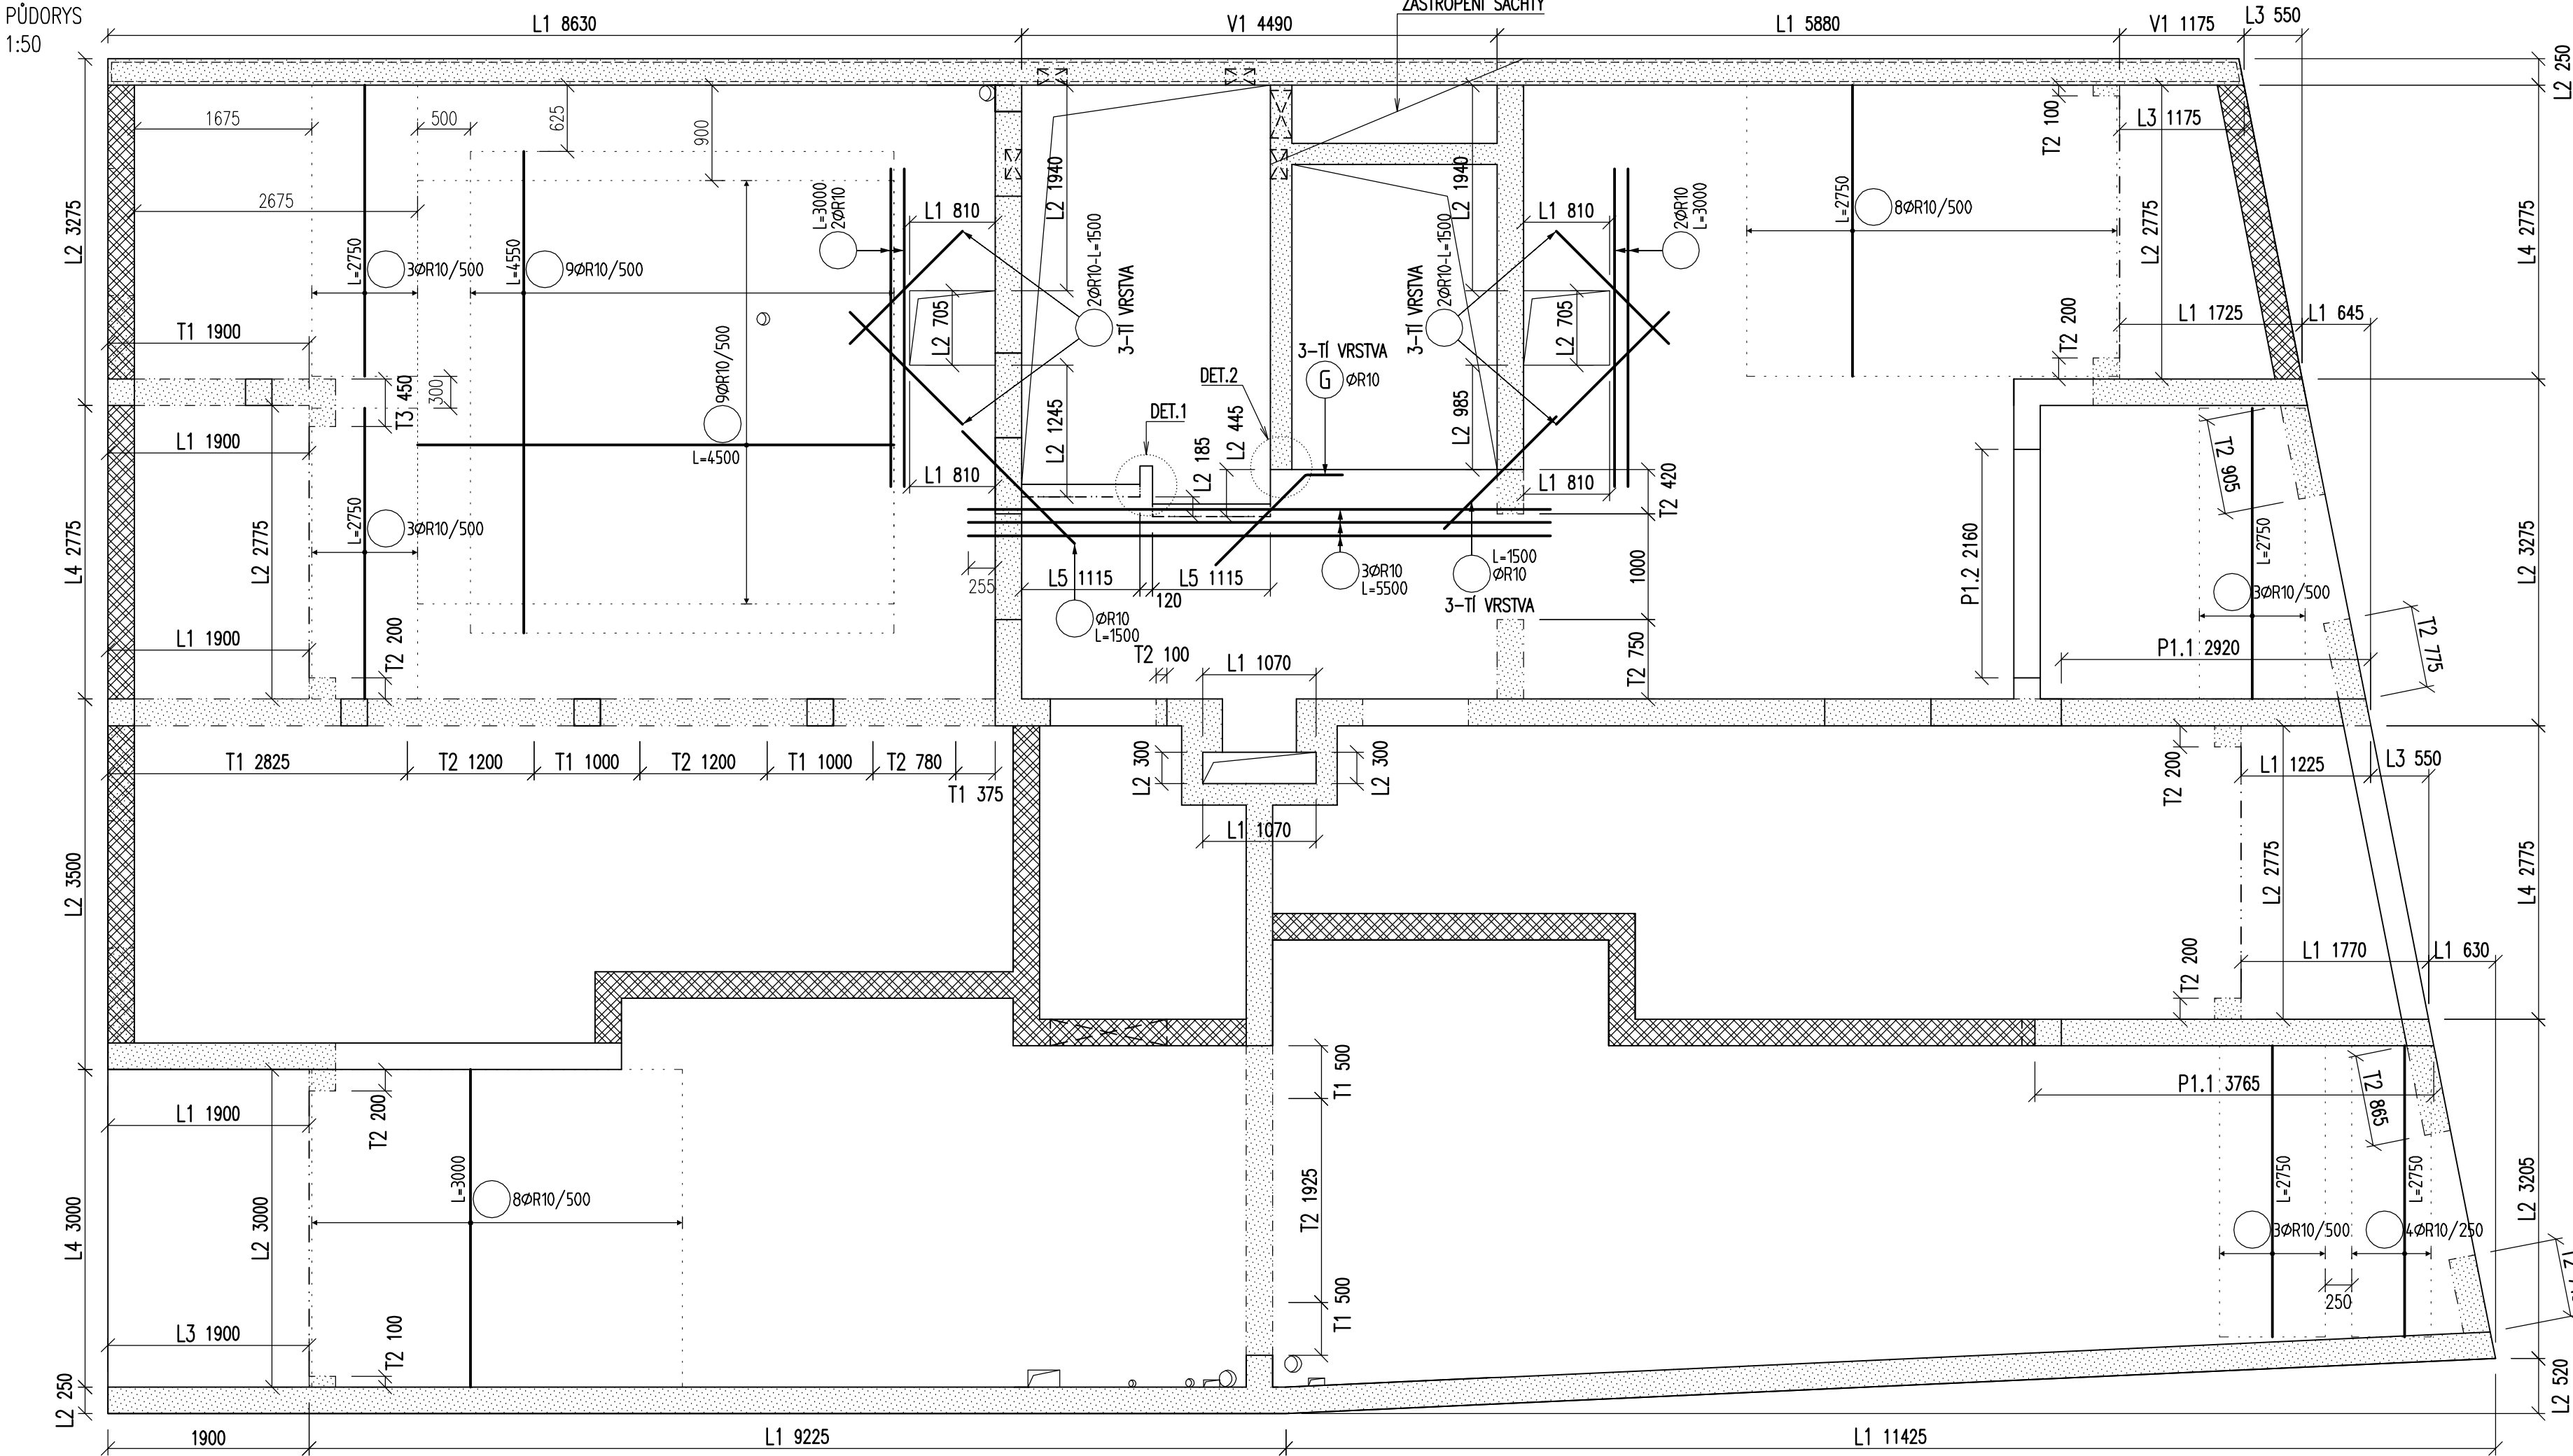 PŮDORYS
1:50
L1 8630
V1 4490
ZASTROPENÍ ŠACHTY
L1 5880
V1 1175
L3 550
L2 250
1675
500
625
900
T2 100
L3 1175
2675
L=3000
2ØR10
L1 810
L2 1940
L2 1940
L1 810
2ØR10
L=3000
L=2750
8ØR10/500
L2 3275
L4 2775
L2 2775
L=2750
3ØR10/500
L=4550
9ØR10/500
2ØR10-L=1500
3-TÍ VRSTVA
2ØR10-L=1500
3-TÍ VRSTVA
T1 1900
L2 705
L2 705
T2 200
L1 1725
L1 645
9ØR10/500
3-TÍ VRSTVA
G
ØR10
DET.2
DET.1
T3 450
300
L1 1900
L=4500
L2 1245
L2 185
L2 445
L2 985
L1 810
L1 810
T2 420
T2 905
L=2750
3ØR10/500
L4 2775
L2 2775
P1.2 2160
L=2750
L2 3275
255
L5 1115
120
L5 1115
3ØR10
L=5500
L=1500
ØR10
3-TÍ VRSTVA
1000
3ØR10/500
ØR10
L=1500
L1 1900
T2 200
T2 100
L1 1070
T2 750
P1.1 2920
T2 775
T1 2825
T2 1200
T1 1000
T2 1200
T1 1000
T2 780
T1 375
L2 300
L2 300
T2 200
L1 1225
L3 550
L1 1070
L2 3500
L2 2775
L4 2775
T2 200
L1 1770
L1 630
T1 500
P1.1 3765
T2 865
L1 1900
T2 200
L=3000
8ØR10/500
L4 3000
L2 3000
T2 1925
L=2750
3ØR10/500
L=2750
4ØR10/250
L2 3205
250
T1 500
L3 1900
T2 100
L2 250
L2 520
1900
L1 9225
L1 11425